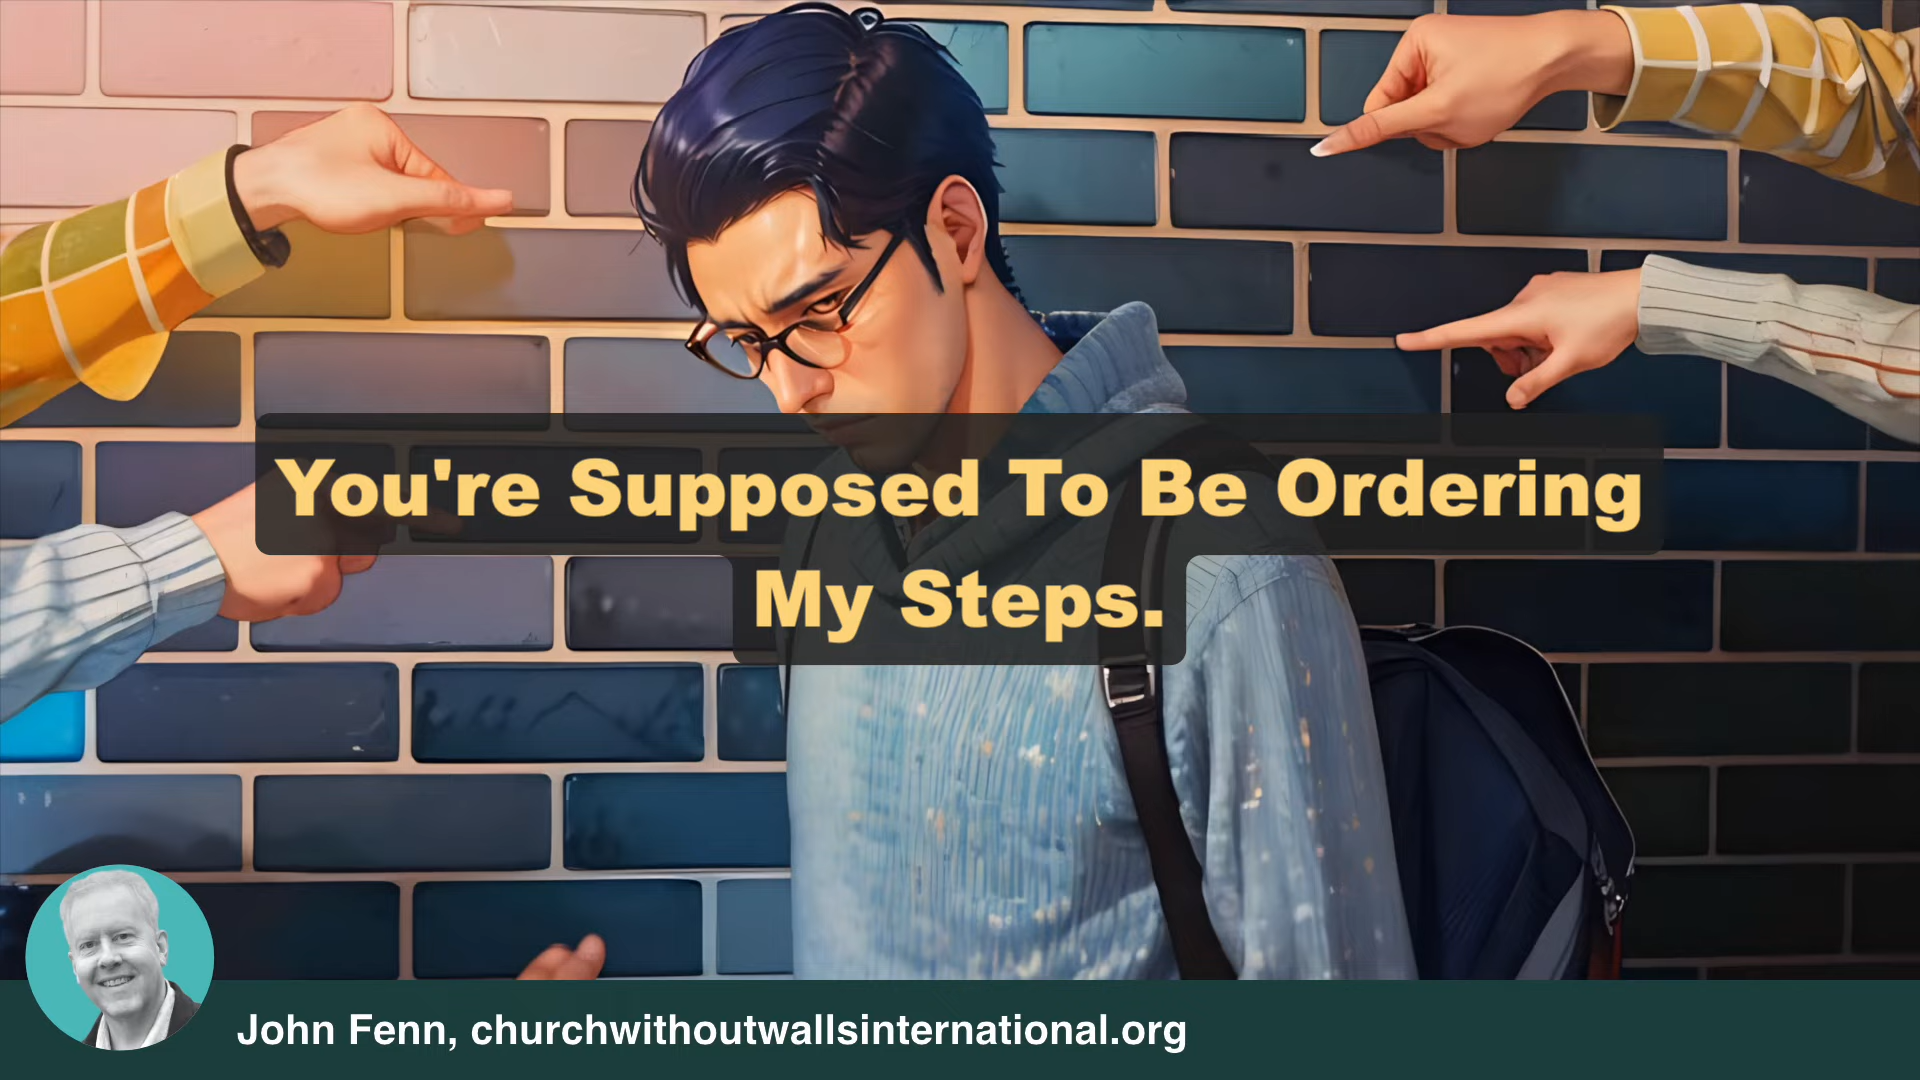 You're Supposed To Be Ordering
My Steps.
John Fenn, churchwithoutwallsinternational.org